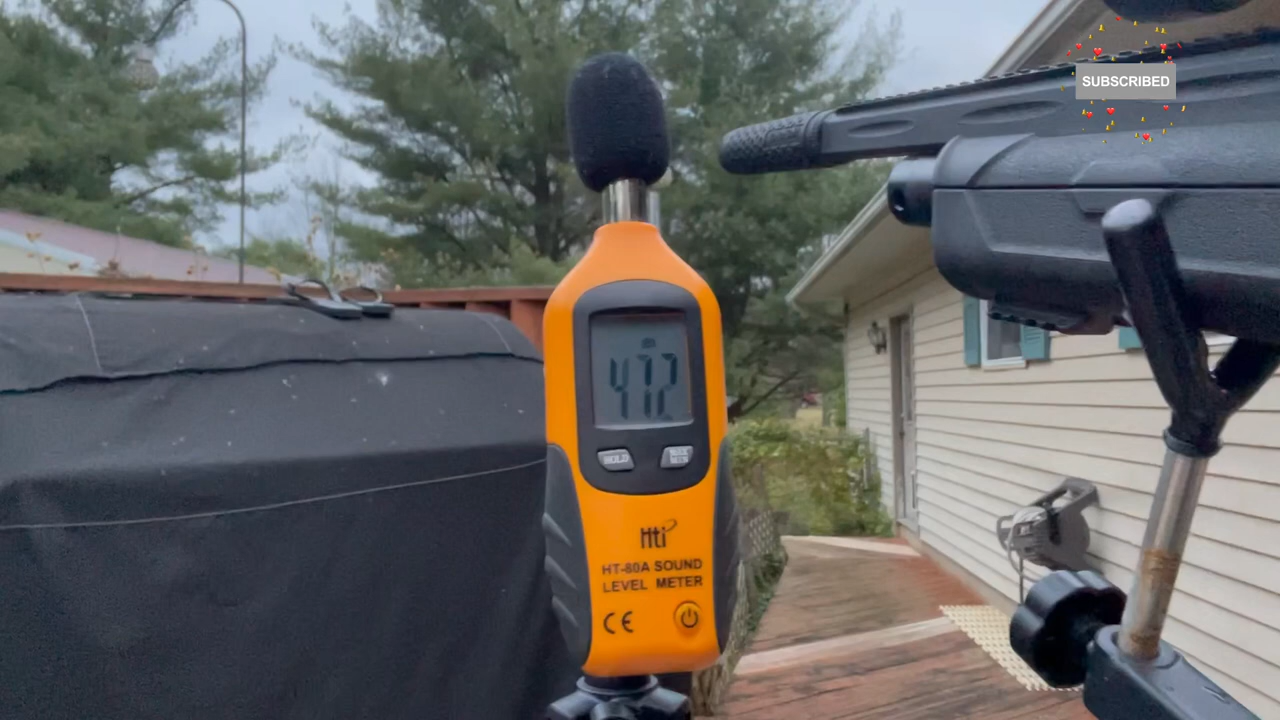 SUBSCRIBED
47.2
HOLD
Hti
HT-80A SOUND
LEVEL METER
CE